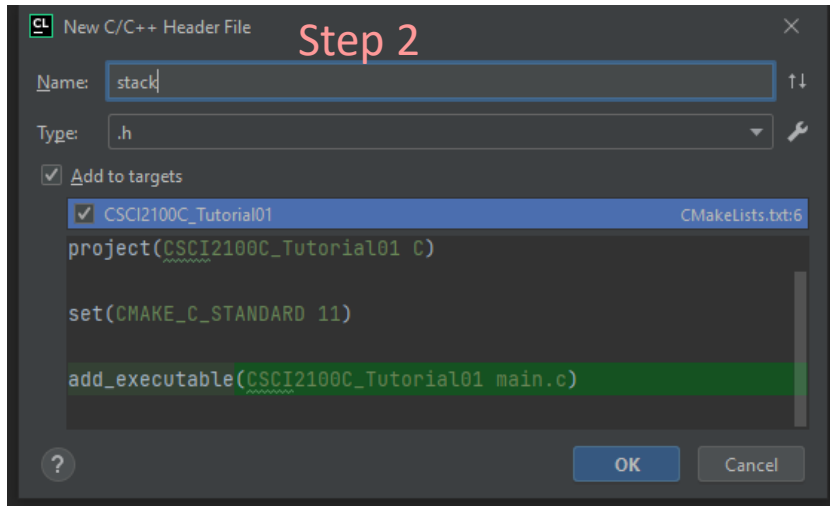 CL New C/C++ Header File
Step 2
Name: stack
Type: .h
Add to targets
CSCI2100C_Tutorial01 CMakeLists.txt:6
project(CSCI2100C_Tutorial01 C)
set(CMAKE_C_STANDARD 11)
add_executable(CSCI2100C_Tutorial01 main.c)
? OK Cancel